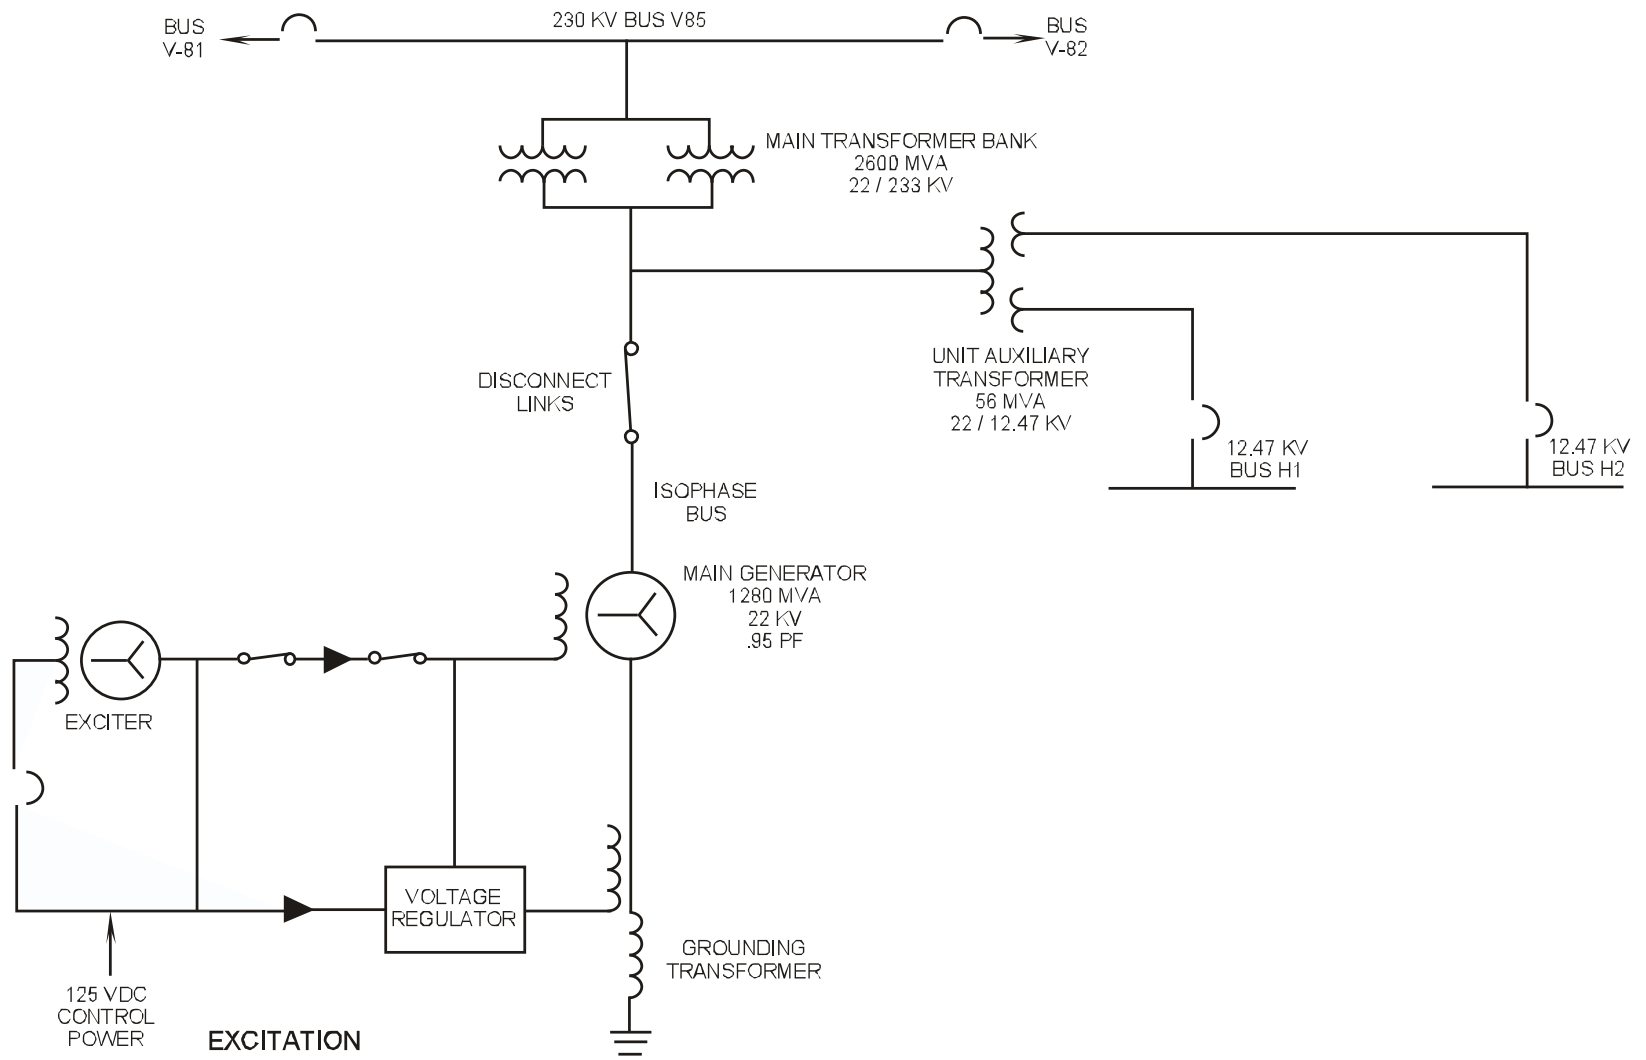 230 KV BUS V85
BUS
V-81
BUS
V-82
MAIN TRANSFORMER BANK
2600 MVA
22 / 233 KV
UNIT AUXILIARY
TRANSFORMER
56 MVA
22 / 12.47 KV
DISCONNECT
LINKS
12.47 KV
BUS H1
12.47 KV
BUS H2
ISOPHASE
BUS
MAIN GENERATOR
1280 MVA
22 KV
.95 PF
EXCITER
VOLTAGE
REGULATOR
GROUNDING
TRANSFORMER
125 VDC
CONTROL
POWER
EXCITATION